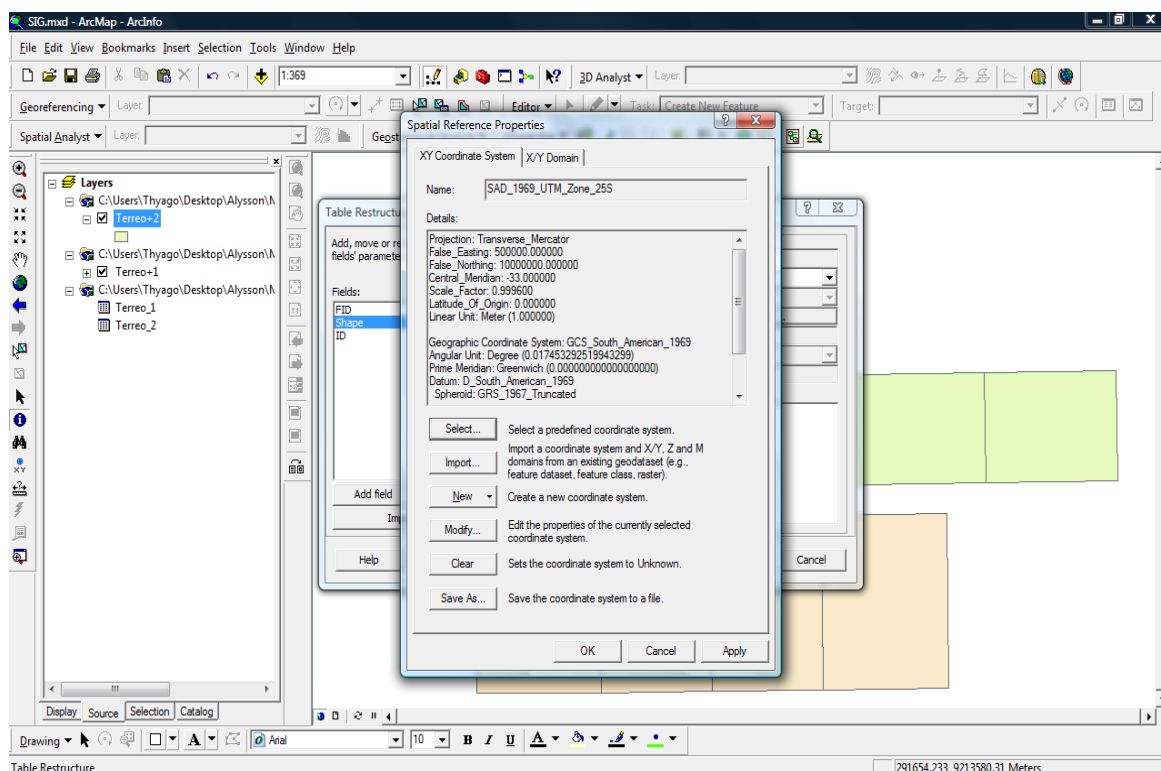 SIG.mxd - ArcMap - ArcInfo
File Edit View Bookmarks Insert Selection Tools Window Help
1:369
3D Analyst Layer:
Georeferencing Layer:
Editor Task: Create New Feature Target:
Spatial Analyst Layer:
Layers
C:\Users\Thyago\Desktop\Alysson\
Terreo+2
C:\Users\Thyago\Desktop\Alysson\
Terreo+1
C:\Users\Thyago\Desktop\Alysson\
Terreo_1
Terreo_2
Display Source Selection Catalog
Add, move or re
fields' paramete
Fields:
FID
Shape
ID
Add field
Help
Cancel
Spatial Reference Properties
XY Coordinate System X/Y Domain
Name: SAD_1969_UTM_Zone_25S
Details:
Projection: Transverse_Mercator
False_Easting: 500000.000000
False_Northing: 10000000.000000
Central_Meridian: -33.000000
Scale_Factor: 0.999600
Latitude_Of_Origin: 0.000000
Linear Unit: Meter (1.000000)
Geographic Coordinate System: GCS_South_American_1969
Angular Unit: Degree (0.017453292519943299)
Prime Meridian: Greenwich (0.000000000000000000)
Datum: D_South_American_1969
Spheroid: GRS_1967_Truncated
Select... Select a predefined coordinate system.
Import... Import a coordinate system and X/Y, Z and M
domains from an existing geodataset (e.g.,
feature dataset, feature class, raster).
New Create a new coordinate system.
Modify... Edit the properties of the currently selected
coordinate system.
Clear Sets the coordinate system to Unknown.
Save As... Save the coordinate system to a file.
OK Cancel Apply
Drawing A Arial 10 B I U A
Table Restructure
291654,233 9213580,31 Meters